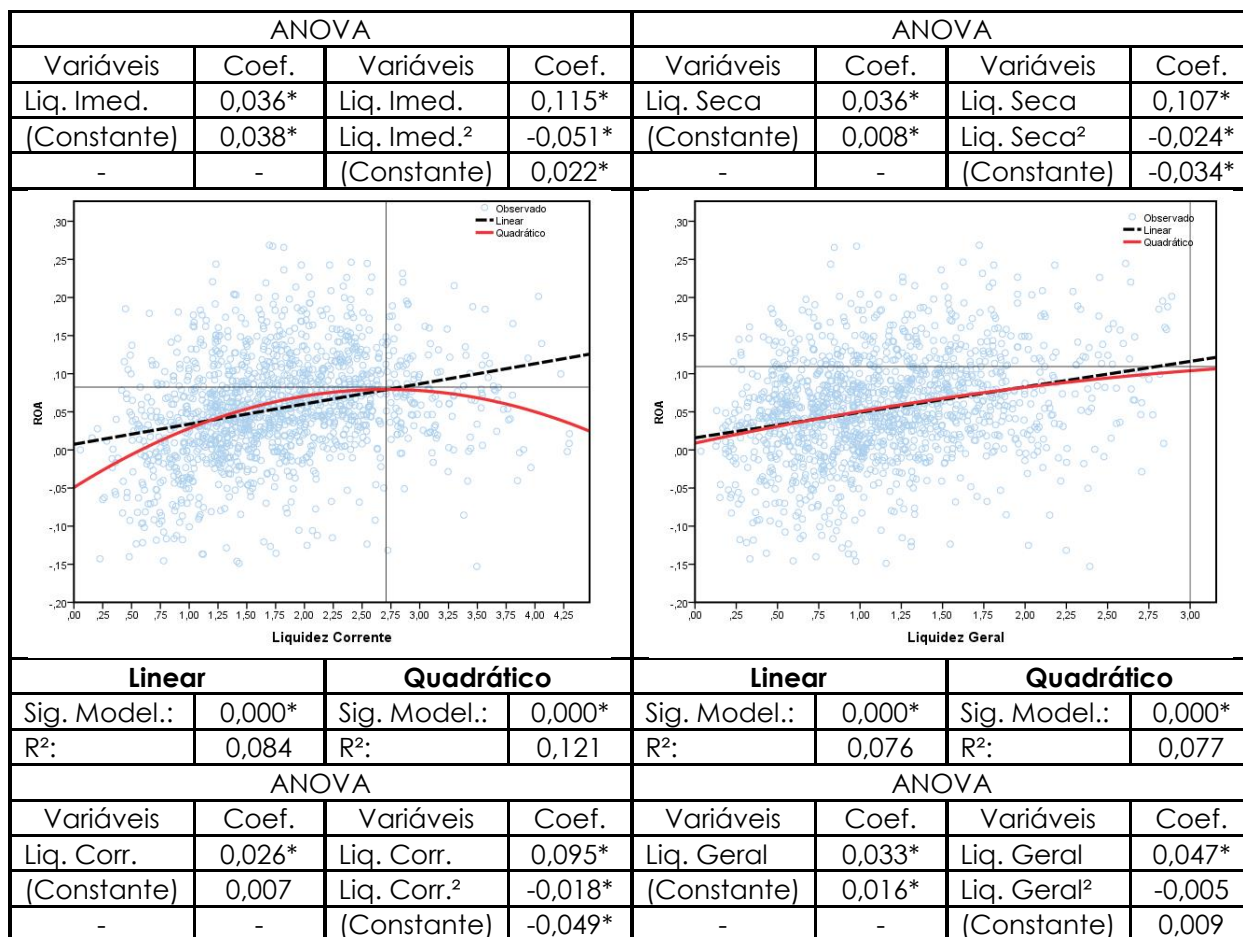 ANOVA ANOVA
Variáveis Coef. Variáveis Coef. Variáveis Coef. Variáveis Coef.
Liq. Imed. 0,036* Liq. Imed. 0,115* Liq. Seca 0,036* Liq. Seca 0,107*
(Constante) 0,038* Liq. Imed.² -0,051* (Constante) 0,008* Liq. Seca² -0,024*
- - (Constante) 0,022* - - (Constante) -0,034*
Observado
Linear
Quadrático
,30
,25
,20
,15
,10
,05
,00
-,05
-,10
-,15
-,20
ROA
,00 ,25 ,50 ,75 1,00 1,25 1,50 1,75 2,00 2,25 2,50 2,75 3,00 3,25 3,50 3,75 4,00 4,25
Liquidez Corrente
Observado
Linear
Quadrático
,30
,25
,20
,15
,10
,05
,00
-,05
-,10
-,15
-,20
ROA
,00 ,25 ,50 ,75 1,00 1,25 1,50 1,75 2,00 2,25 2,50 2,75 3,00
Liquidez Geral
Linear Quadrático Linear Quadrático
Sig. Model.: 0,000* Sig. Model.: 0,000* Sig. Model.: 0,000* Sig. Model.: 0,000*
R²: 0,084 R²: 0,121 R²: 0,076 R²: 0,077
ANOVA ANOVA
Variáveis Coef. Variáveis Coef. Variáveis Coef. Variáveis Coef.
Liq. Corr. 0,026* Liq. Corr. 0,095* Liq. Geral 0,033* Liq. Geral 0,047*
(Constante) 0,007 Liq. Corr.² -0,018* (Constante) 0,016* Liq. Geral² -0,005
- - (Constante) -0,049* - - (Constante) 0,009